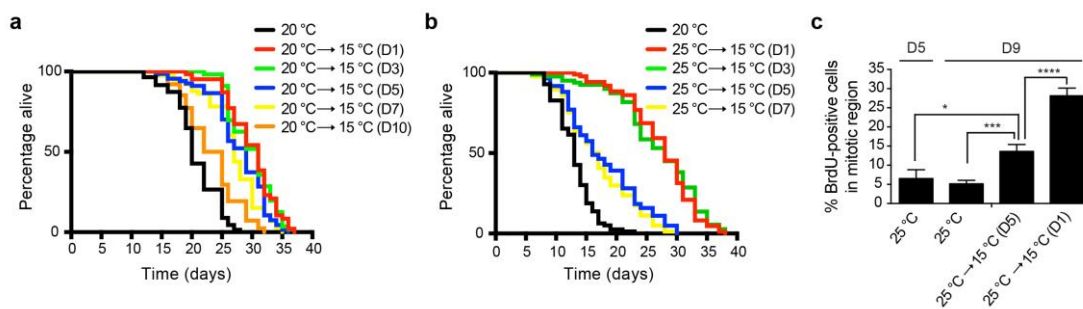 a
20 °C
20 °C→ 15 °C (D1)
20 °C→ 15 °C (D3)
20 °C→ 15 °C (D5)
20 °C→ 15 °C (D7)
20 °C→ 15 °C (D10)
Percentage alive
100
50
0
0 5 10 15 20 25 30 35 40
Time (days)
b
20 °C
25 °C→ 15 °C (D1)
25 °C→ 15 °C (D3)
25 °C→ 15 °C (D5)
25 °C→ 15 °C (D7)
Percentage alive
100
50
0
0 5 10 15 20 25 30 35 40
Time (days)
c
D5 D9
% BrdU-positive cells
in mitotic region
35
30
25
20
15
10
5
0
* *** ****
25 °C
25 °C
25 °C→15 °C (D5)
25 °C→15 °C (D1)